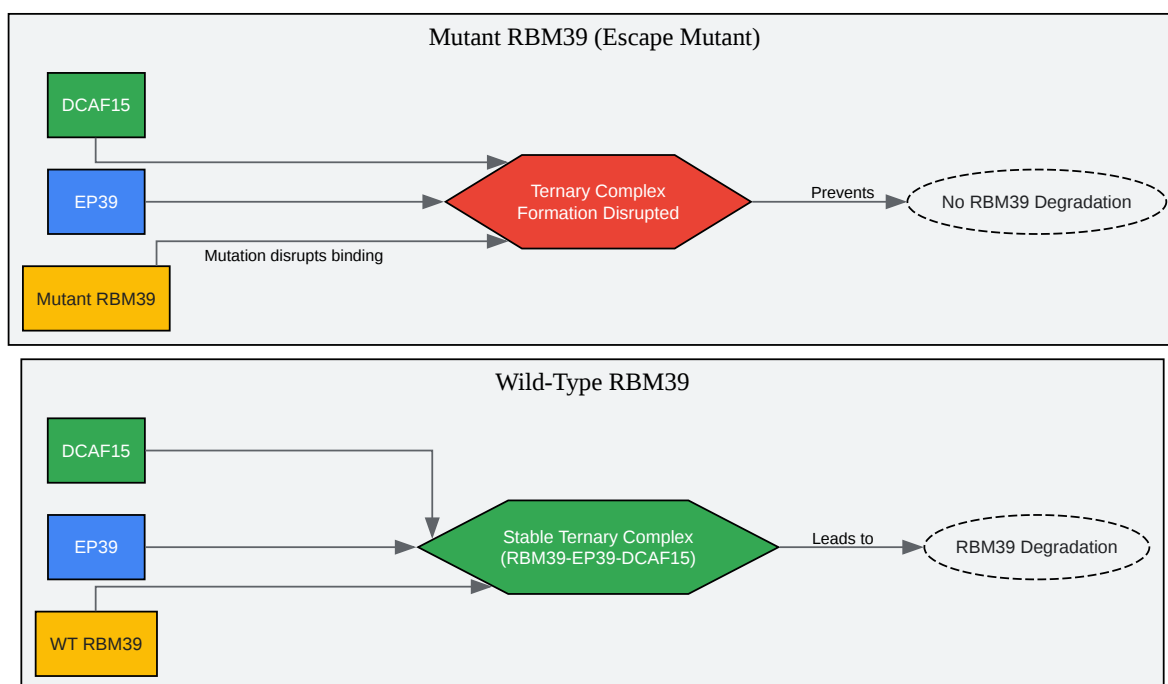 Mutant RBM39 (Escape Mutant)
DCAF15
EP39
Mutant RBM39
Mutation disrupts binding
Ternary Complex
Formation Disrupted
Prevents
No RBM39 Degradation
Wild-Type RBM39
DCAF15
EP39
WT RBM39
Stable Ternary Complex
(RBM39-EP39-DCAF15)
Leads to
RBM39 Degradation